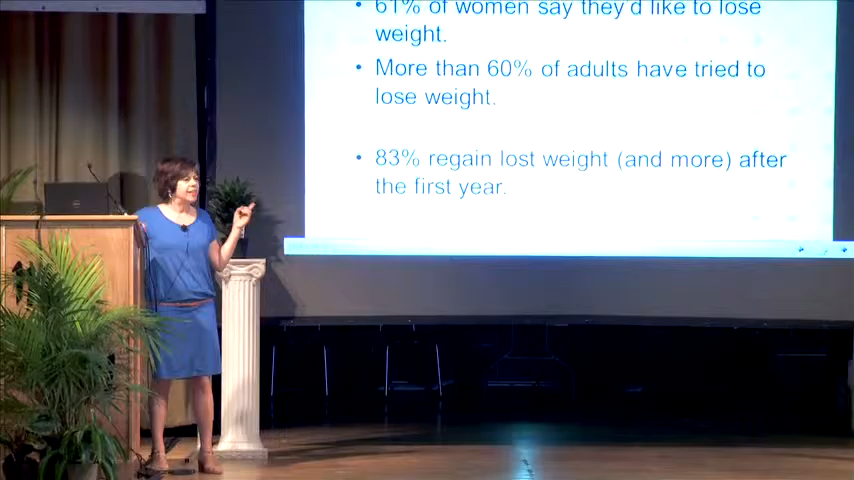 • 61% of women say they'd like to lose
weight.
• More than 60% of adults have tried to
lose weight.
• 83% regain lost weight (and more) after
the first year.